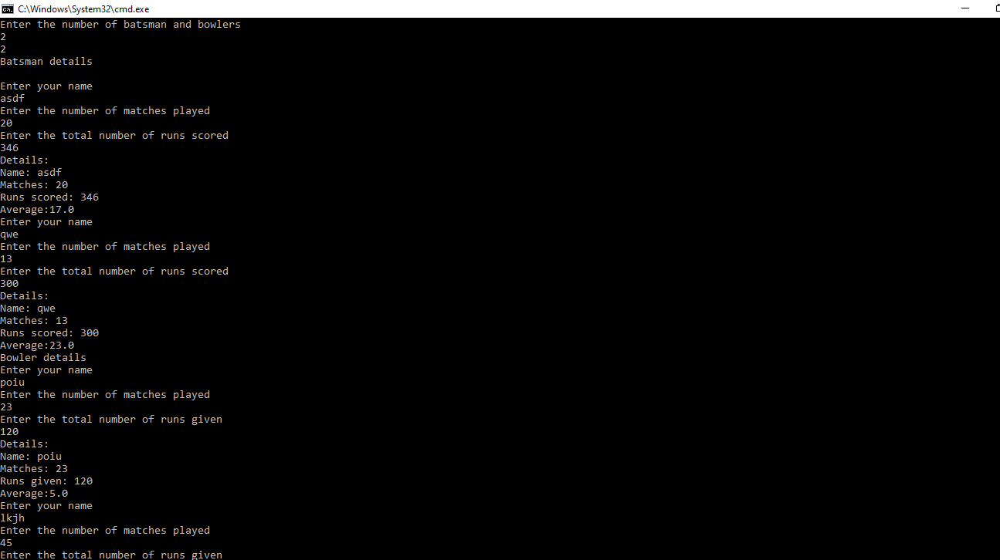 C:\Windows\System32\cmd.exe
Enter the number of batsman and bowlers
2
2
Batsman details
Enter your name
asdf
Enter the number of matches played
20
Enter the total number of runs scored
346
Details:
Name: asdf
Matches: 20
Runs scored: 346
Average:17.0
Enter your name
qwe
Enter the number of matches played
13
Enter the total number of runs scored
300
Details:
Name: qwe
Matches: 13
Runs scored: 300
Average:23.0
Bowler details
Enter your name
poiu
Enter the number of matches played
23
Enter the total number of runs given
120
Details:
Name: poiu
Matches: 23
Runs given: 120
Average:5.0
Enter your name
lkjh
Enter the number of matches played
45
Enter the total number of runs given